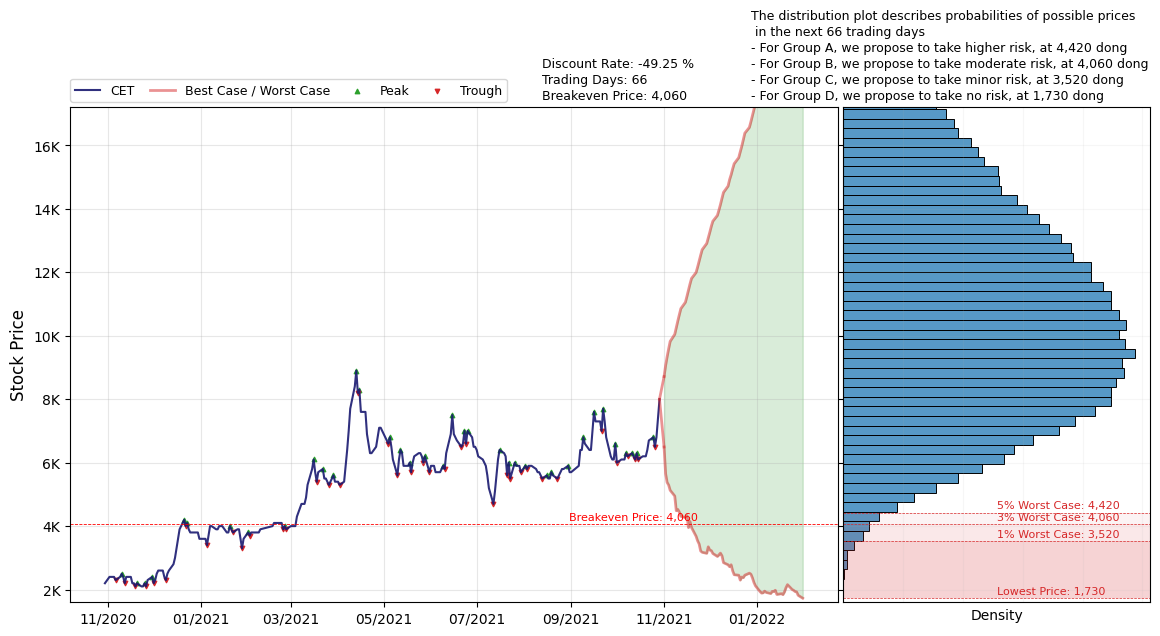 The distribution plot describes probabilities of possible prices
in the next 66 trading days
- For Group A, we propose to take higher risk, at 4,420 dong
- For Group B, we propose to take moderate risk, at 4,060 dong
- For Group C, we propose to take minor risk, at 3,520 dong
- For Group D, we propose to take no risk, at 1,730 dong
Discount Rate: -49.25 %
Trading Days: 66
Breakeven Price: 4,060
CET
Best Case / Worst Case
Peak
Trough
Stock Price
16K
14K
12K
10K
8K
6K
4K
2K
Breakeven Price: 4,060
5% Worst Case: 4,420
3% Worst Case: 4,060
1% Worst Case: 3,520
Lowest Price: 1,730
11/2020
01/2021
03/2021
05/2021
07/2021
09/2021
11/2021
01/2022
Density